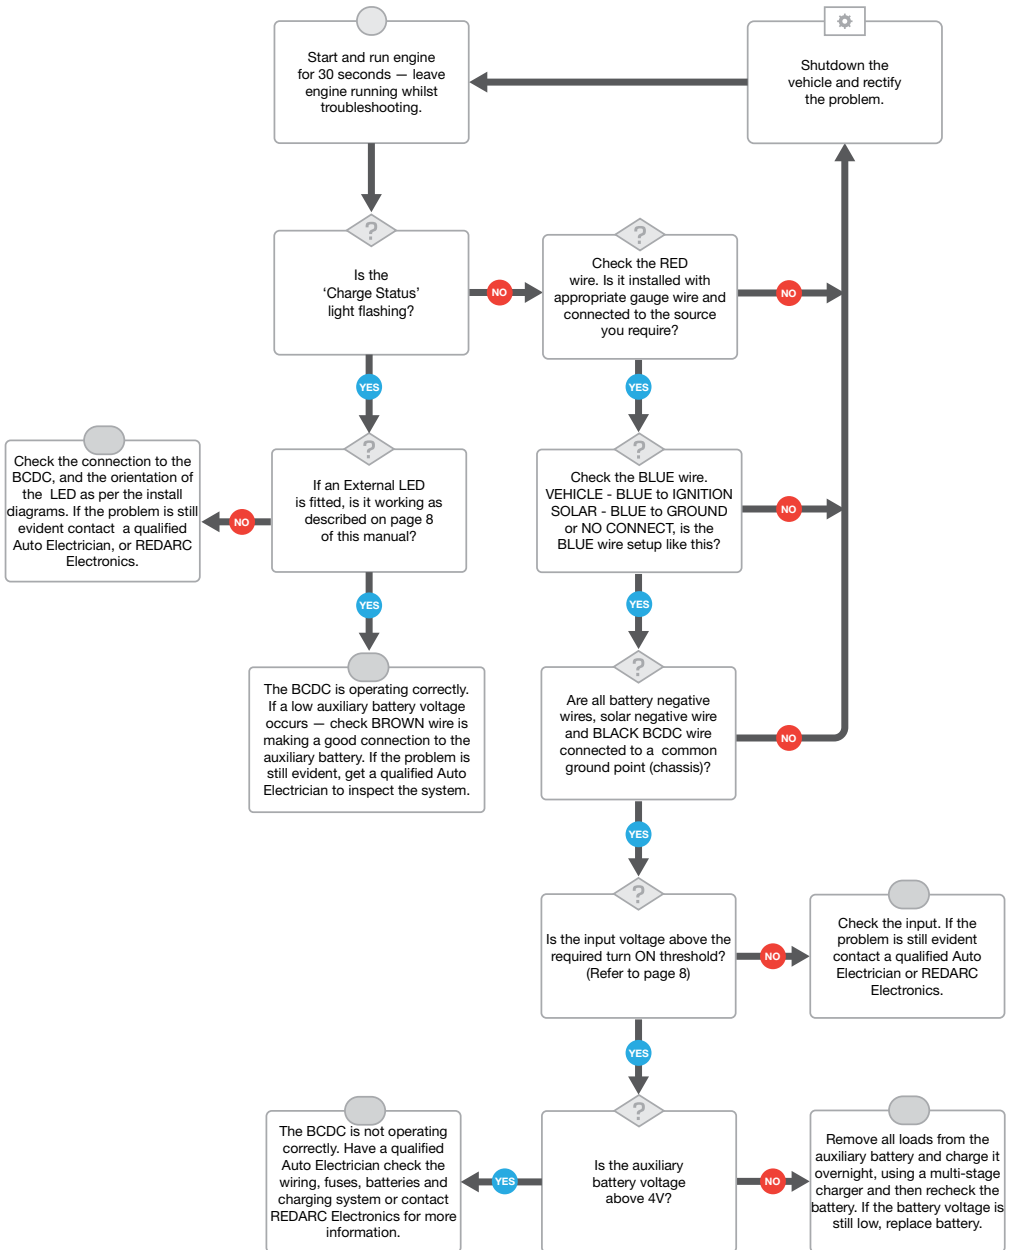 Start and run engine
for 30 seconds — leave
engine running whilst
troubleshooting.
Shutdown the
vehicle and rectify
the problem.
?
Is the
‘Charge Status’
light flashing?
NO
?
Check the RED
wire. Is it installed with
appropriate gauge wire and
connected to the source
you require?
NO
YES
YES
Check the connection to the
BCDC, and the orientation of
the LED as per the install
diagrams. If the problem is still
evident contact a qualified
Auto Electrician, or REDARC
Electronics.
NO
?
If an External LED
is fitted, is it working as
described on page 8
of this manual?
?
Check the BLUE wire.
VEHICLE - BLUE to IGNITION
SOLAR - BLUE to GROUND
or NO CONNECT, is the
BLUE wire setup like this?
NO
YES
YES
The BCDC is operating correctly.
If a low auxiliary battery voltage
occurs — check BROWN wire is
making a good connection to the
auxiliary battery. If the problem is
still evident, get a qualified Auto
Electrician to inspect the system.
?
Are all battery negative
wires, solar negative wire
and BLACK BCDC wire
connected to a common
ground point (chassis)?
NO
YES
?
Is the input voltage above the
required turn ON threshold?
(Refer to page 8)
NO
Check the input. If the
problem is still evident
contact a qualified Auto
Electrician or REDARC
Electronics.
YES
The BCDC is not operating
correctly. Have a qualified
Auto Electrician check the
wiring, fuses, batteries and
charging system or contact
REDARC Electronics for more
information.
YES
?
Is the auxiliary
battery voltage
above 4V?
NO
Remove all loads from the
auxiliary battery and charge it
overnight, using a multi-stage
charger and then recheck the
battery. If the battery voltage is
still low, replace battery.